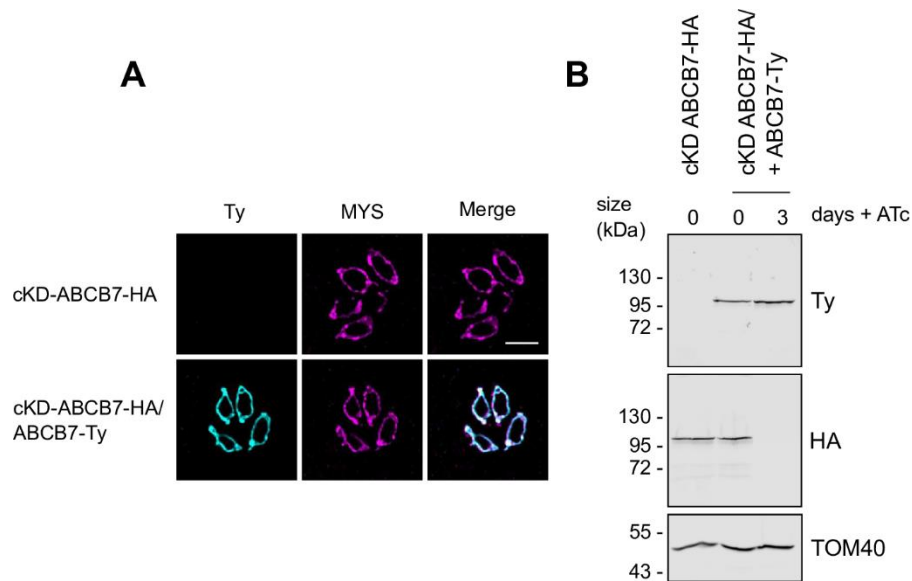 A
Ty
MYS
Merge
cKD-ABCB7-HA
cKD-ABCB7-HA/
ABCB7-Ty
B
cKD ABCB7-HA
cKD ABCB7-HA/
+ ABCB7-Ty
size
(kDa)
0 0 3 days + ATc
130 -
95 -
72 -
Ty
130 -
95 -
72 -
HA
55 -
43 -
TOM40